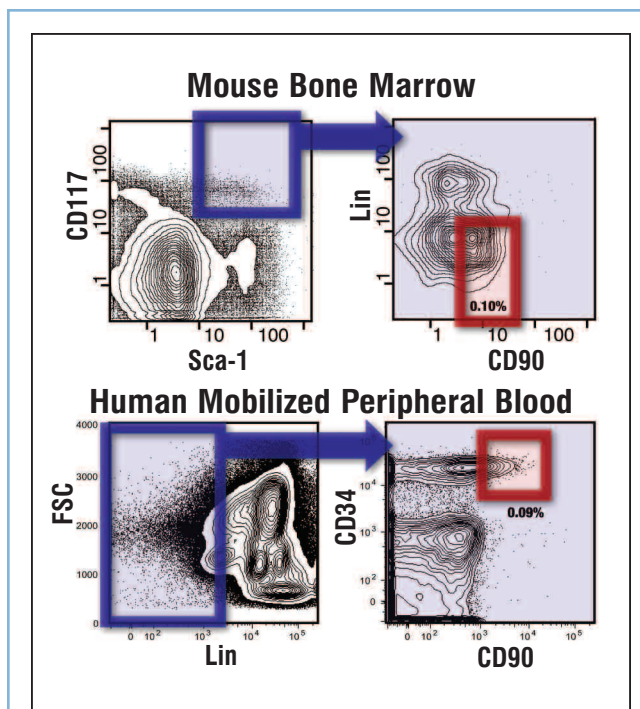 Mouse Bone Marrow
CD117
100
10
1
1 10 100
Sca-1
Lin
100
10
1
0.10%
1 10 100
CD90
Human Mobilized Peripheral Blood
FSC
4000
3000
2000
1000
0
0 10² 10³ 10⁴ 10⁵
Lin
CD34
10⁴
10³
10²
0
0.09%
0 10² 10³ 10⁴ 10⁵
CD90